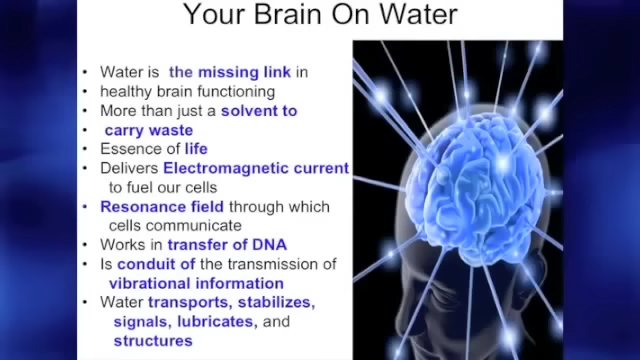 Your Brain On Water
• Water is the missing link in
• healthy brain functioning
• More than just a solvent to
• carry waste
• Essence of life
• Delivers Electromagnetic current
to fuel our cells
• Resonance field through which
cells communicate
• Works in transfer of DNA
• Is conduit of the transmission of
vibrational information
• Water transports, stabilizes,
signals, lubricates, and
structures